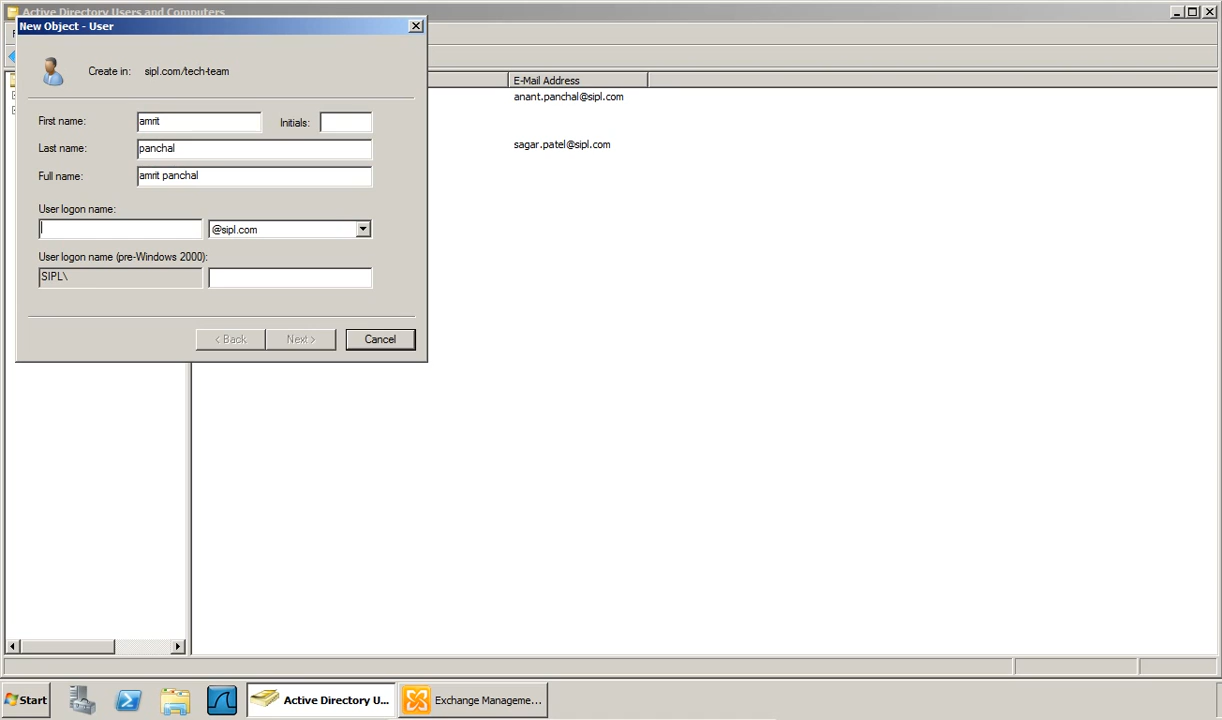 Active Directory Users and Computers
New Object - User
Create in: sipl.com/tech-team
E-Mail Address
anant.panchal@sipl.com
First name: amrit Initials:
sagar.patel@sipl.com
Last name: panchal
Full name: amrit panchal
User logon name:
@sipl.com
User logon name (pre-Windows 2000):
SIPL\
< Back Next > Cancel
Start Active Directory U... Exchange Manageme...